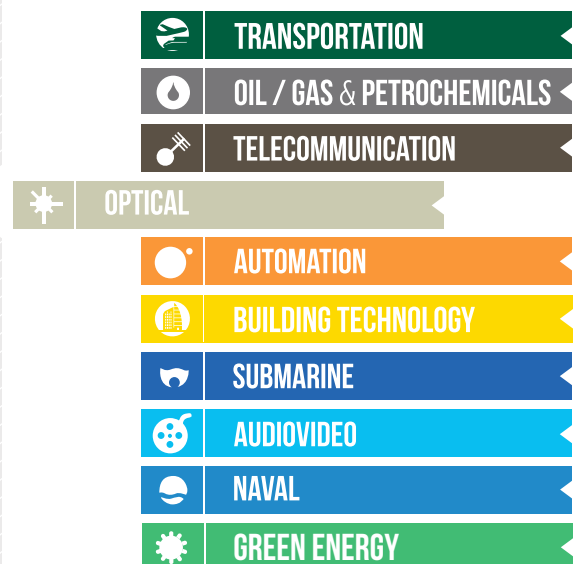 TRANSPORTATION
OIL / GAS & PETROCHEMICALS
TELECOMMUNICATION
OPTICAL
AUTOMATION
BUILDING TECHNOLOGY
SUBMARINE
AUDIOVIDEO
NAVAL
GREEN ENERGY